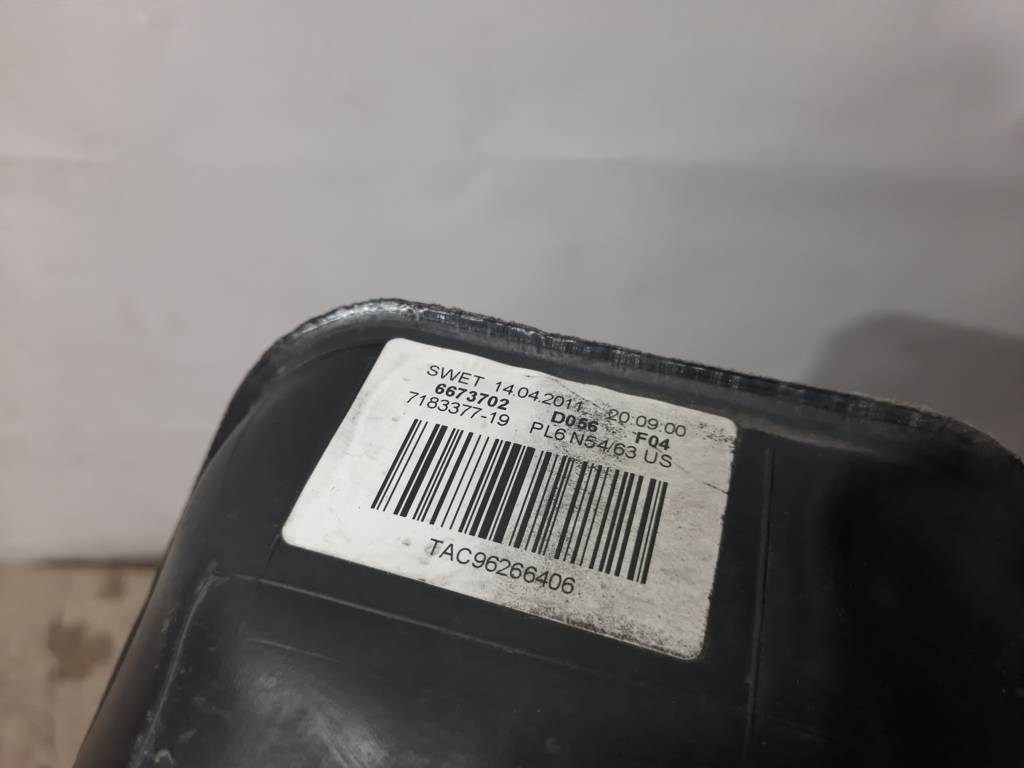 SWET 14.04.2011 20:09:00
6673702 D056 F04
7183377-19 PL6 N54/63 US
TAC96266406